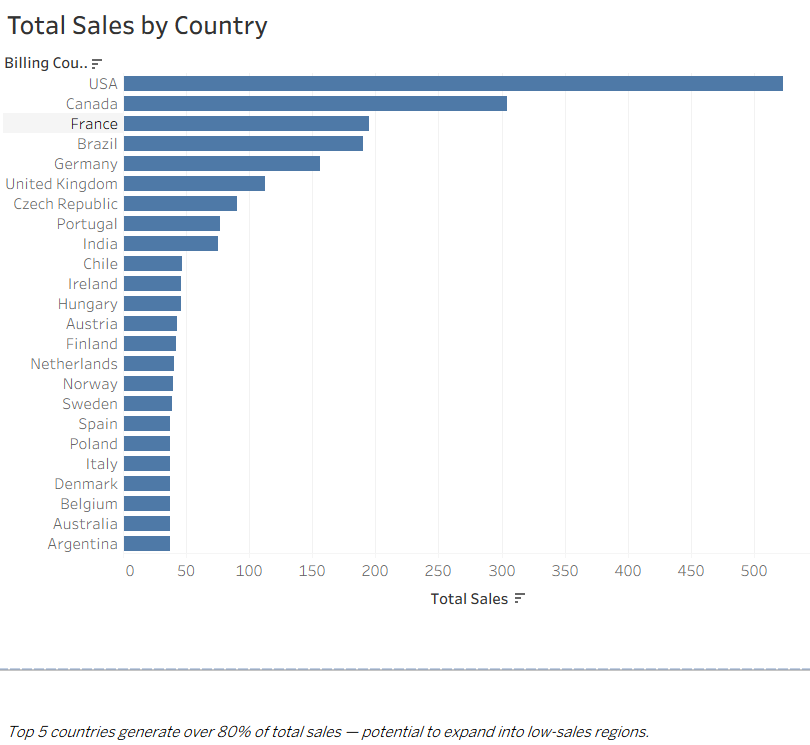 Total Sales by Country
Billing Cou..
USA
Canada
France
Brazil
Germany
United Kingdom
Czech Republic
Portugal
India
Chile
Ireland
Hungary
Austria
Finland
Netherlands
Norway
Sweden
Spain
Poland
Italy
Denmark
Belgium
Australia
Argentina
0 50 100 150 200 250 300 350 400 450 500
Total Sales
Top 5 countries generate over 80% of total sales — potential to expand into low-sales regions.